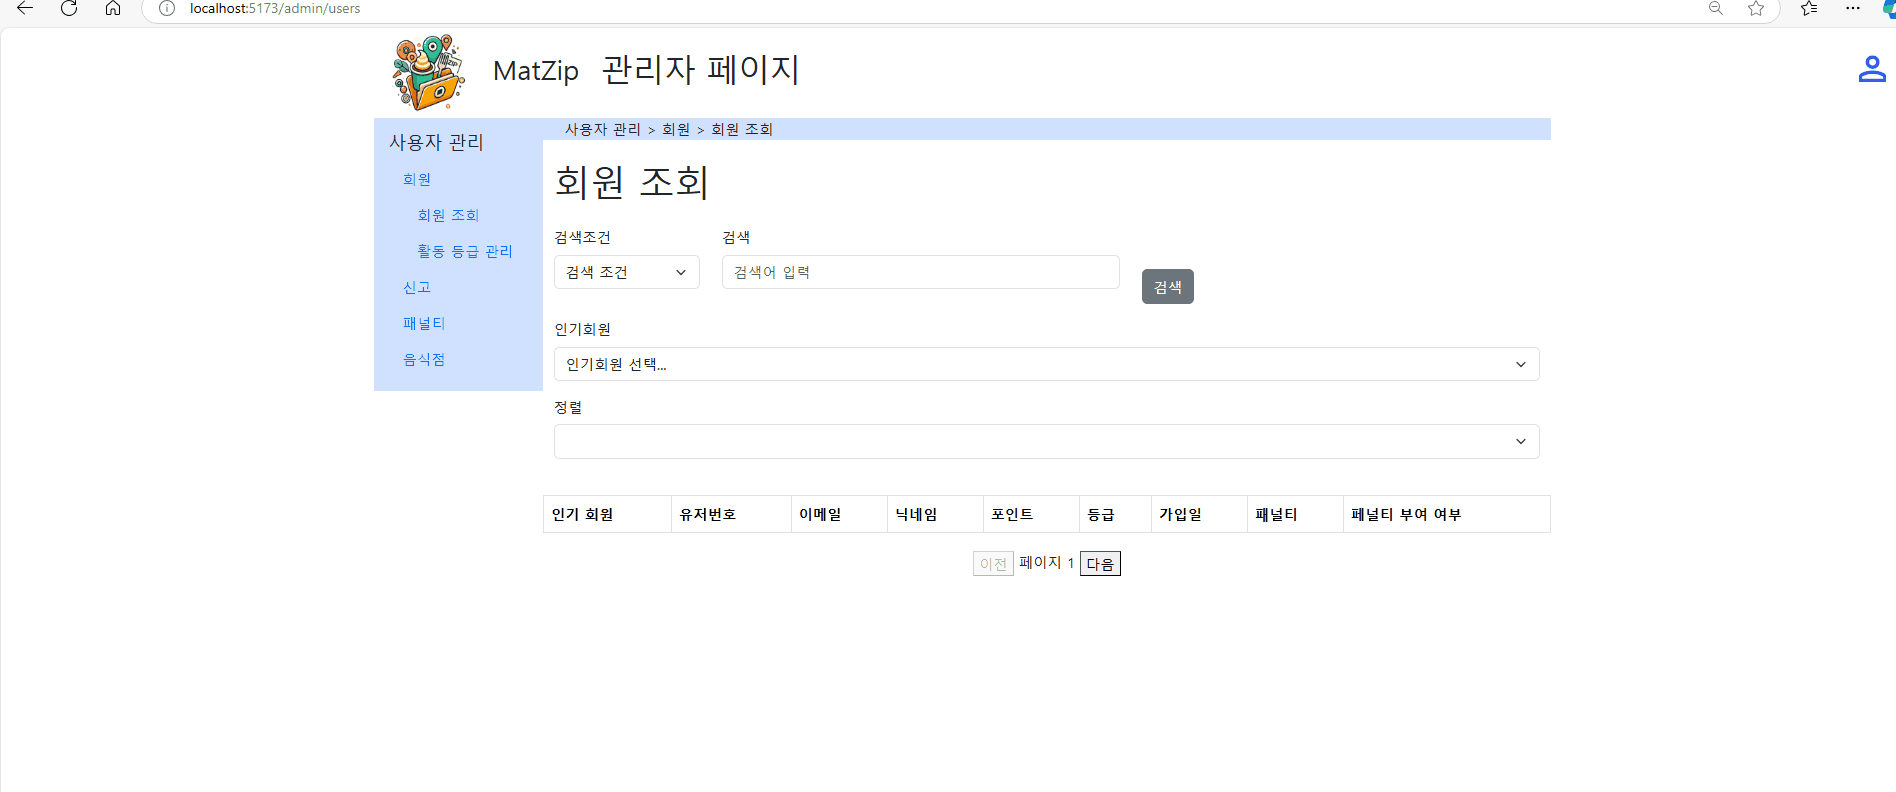 localhost:5173/admin/users
MatZip 관리자 페이지
사용자 관리
회원
회원 조회
활동 등급 관리
신고
패널티
음식점
사용자 관리 > 회원 > 회원 조회
회원 조회
검색조건 검색
검색 조건 검색어 입력 검색
인기회원
인기회원 선택...
정렬
인기 회원 유저번호 이메일 닉네임 포인트 등급 가입일 패널티 페널티 부여 여부
이전 페이지 1 다음